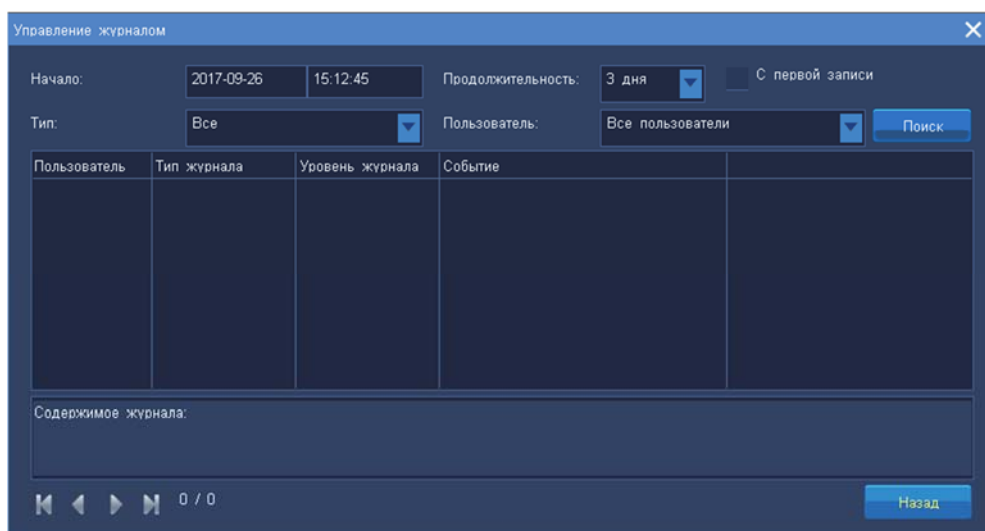 Управление журналом
Начало: 2017-09-26 15:12:45 Продолжительность: 3 дня С первой записи
Тип: Все Пользователь: Все пользователи Поиск
Пользователь Тип журнала Уровень журнала Событие
Содержимое журнала:
0 / 0 Назад